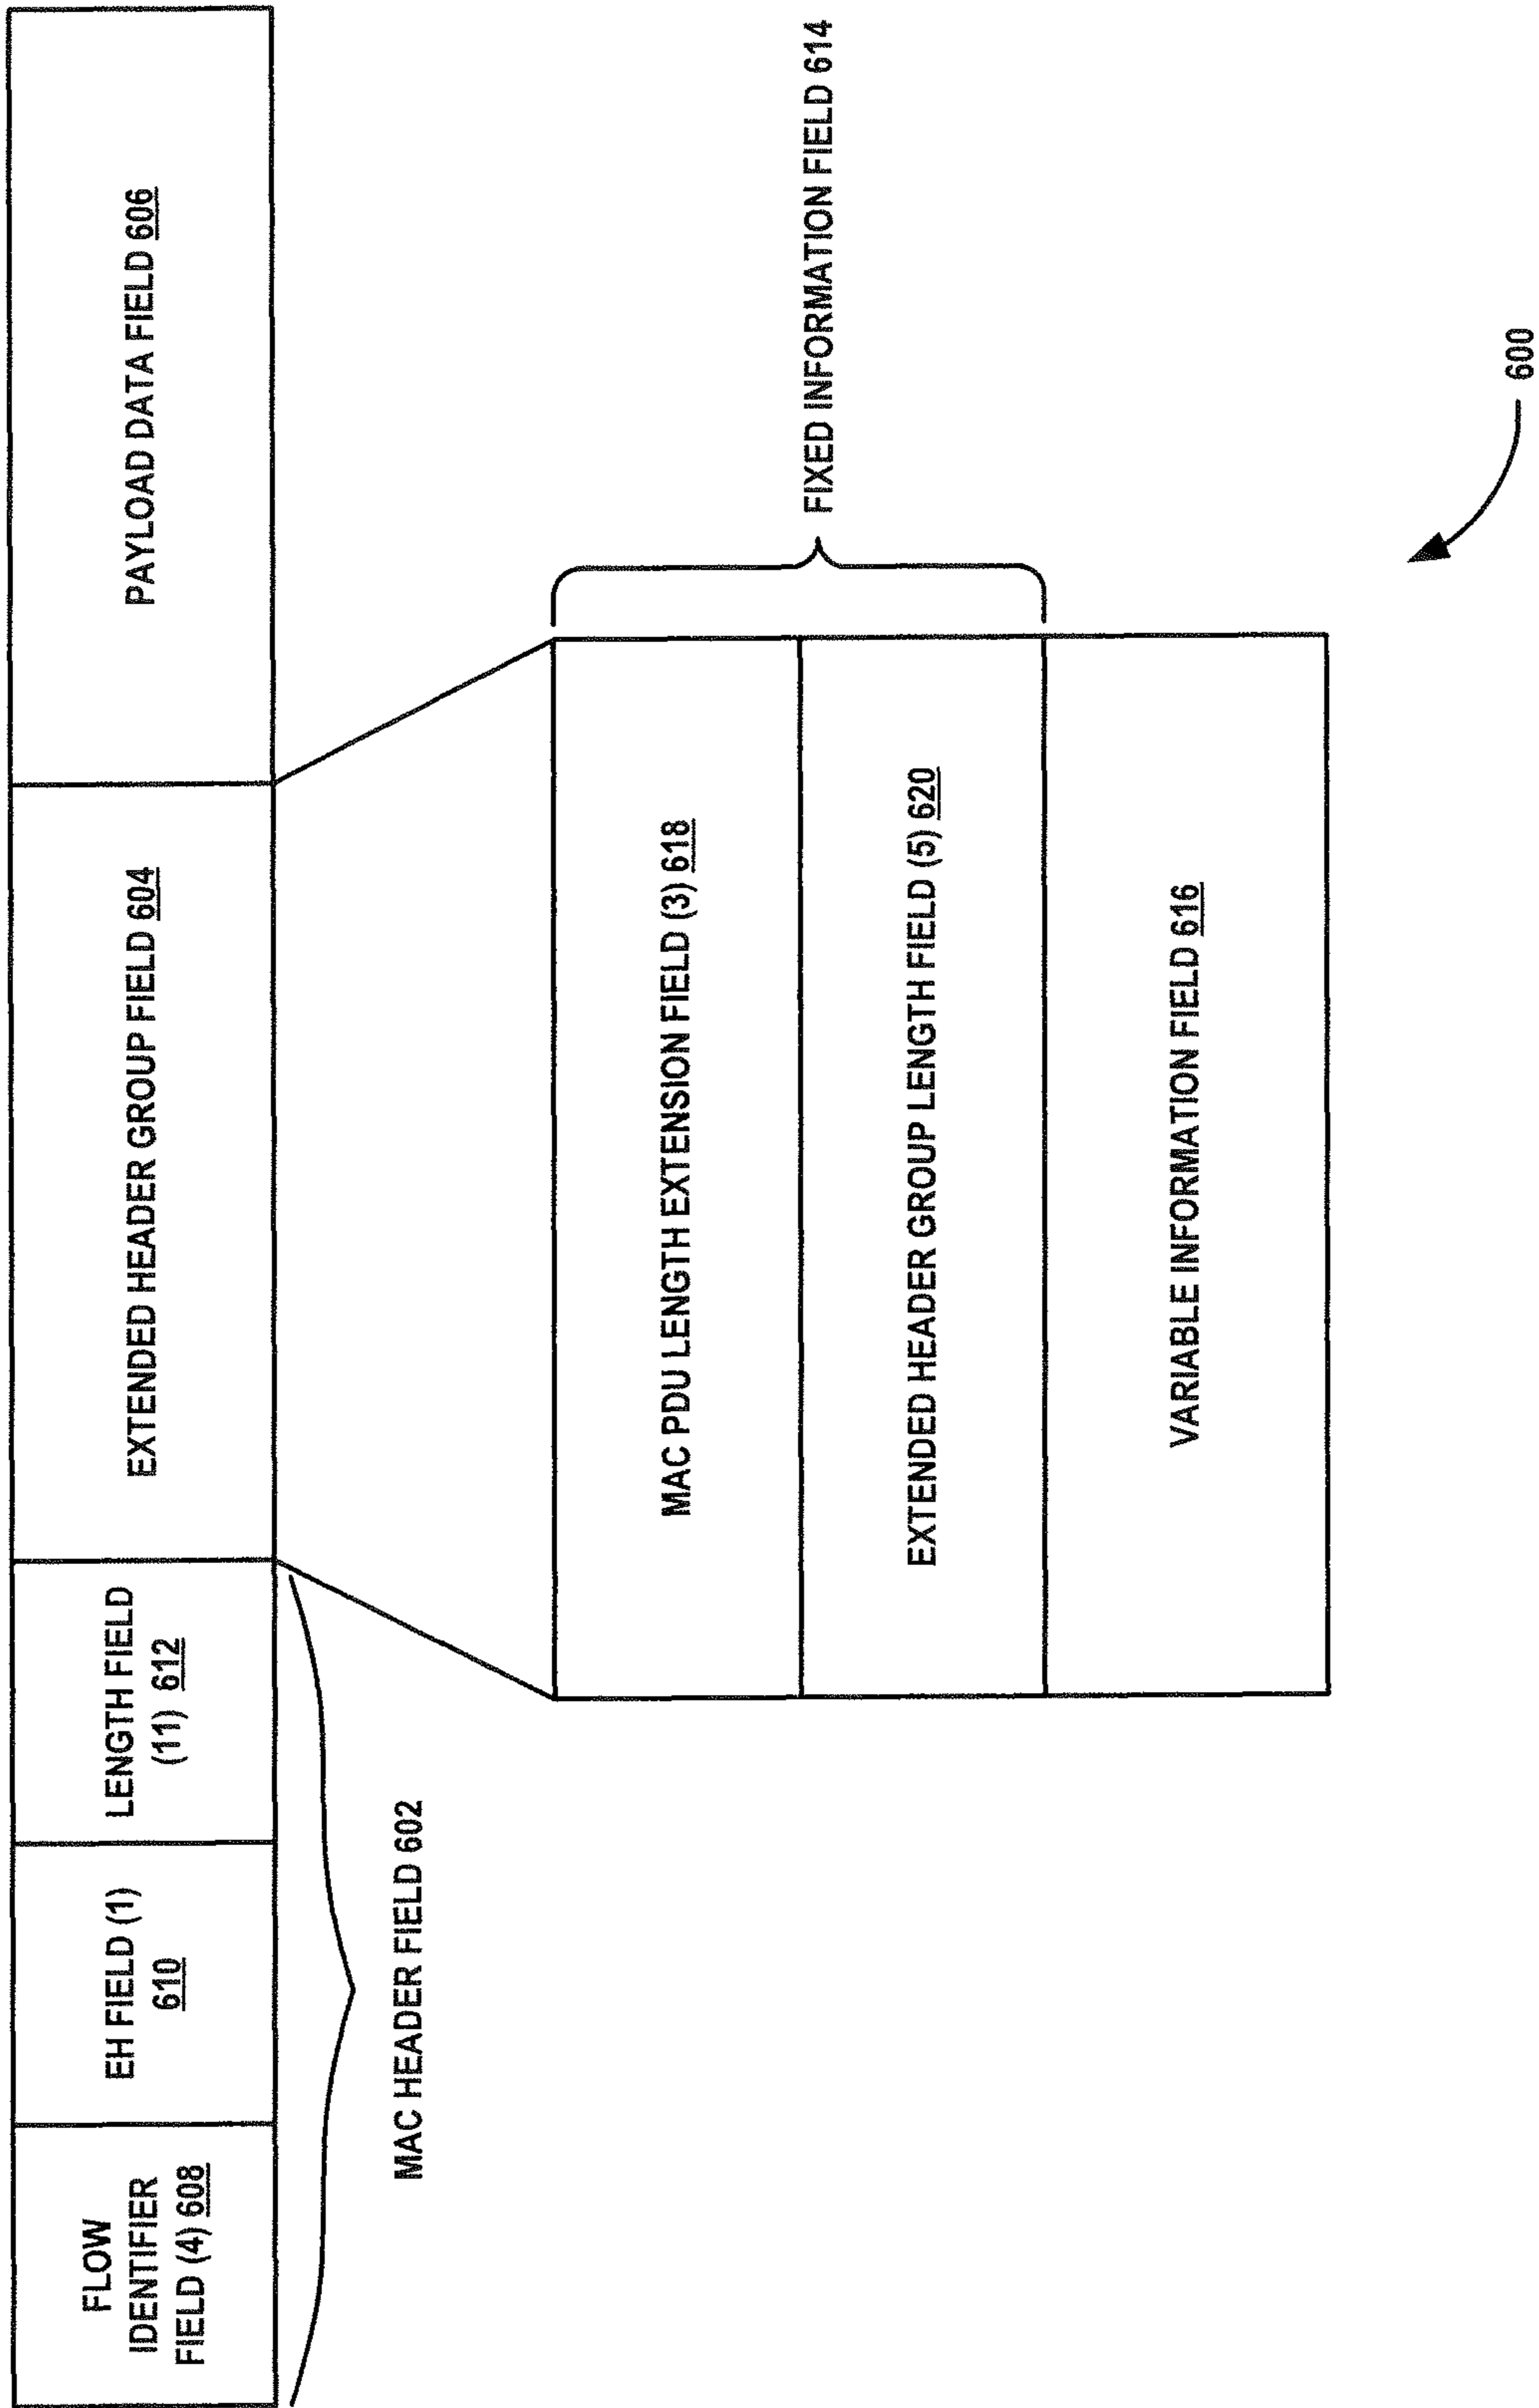 FLOW
IDENTIFIER
FIELD (4) 608
EH FIELD (1)
610
LENGTH FIELD
(11) 612
EXTENDED HEADER GROUP FIELD 604
PAYLOAD DATA FIELD 606
MAC HEADER FIELD 602
MAC PDU LENGTH EXTENSION FIELD (3) 618
EXTENDED HEADER GROUP LENGTH FIELD (5) 620
FIXED INFORMATION FIELD 614
VARIABLE INFORMATION FIELD 616
600